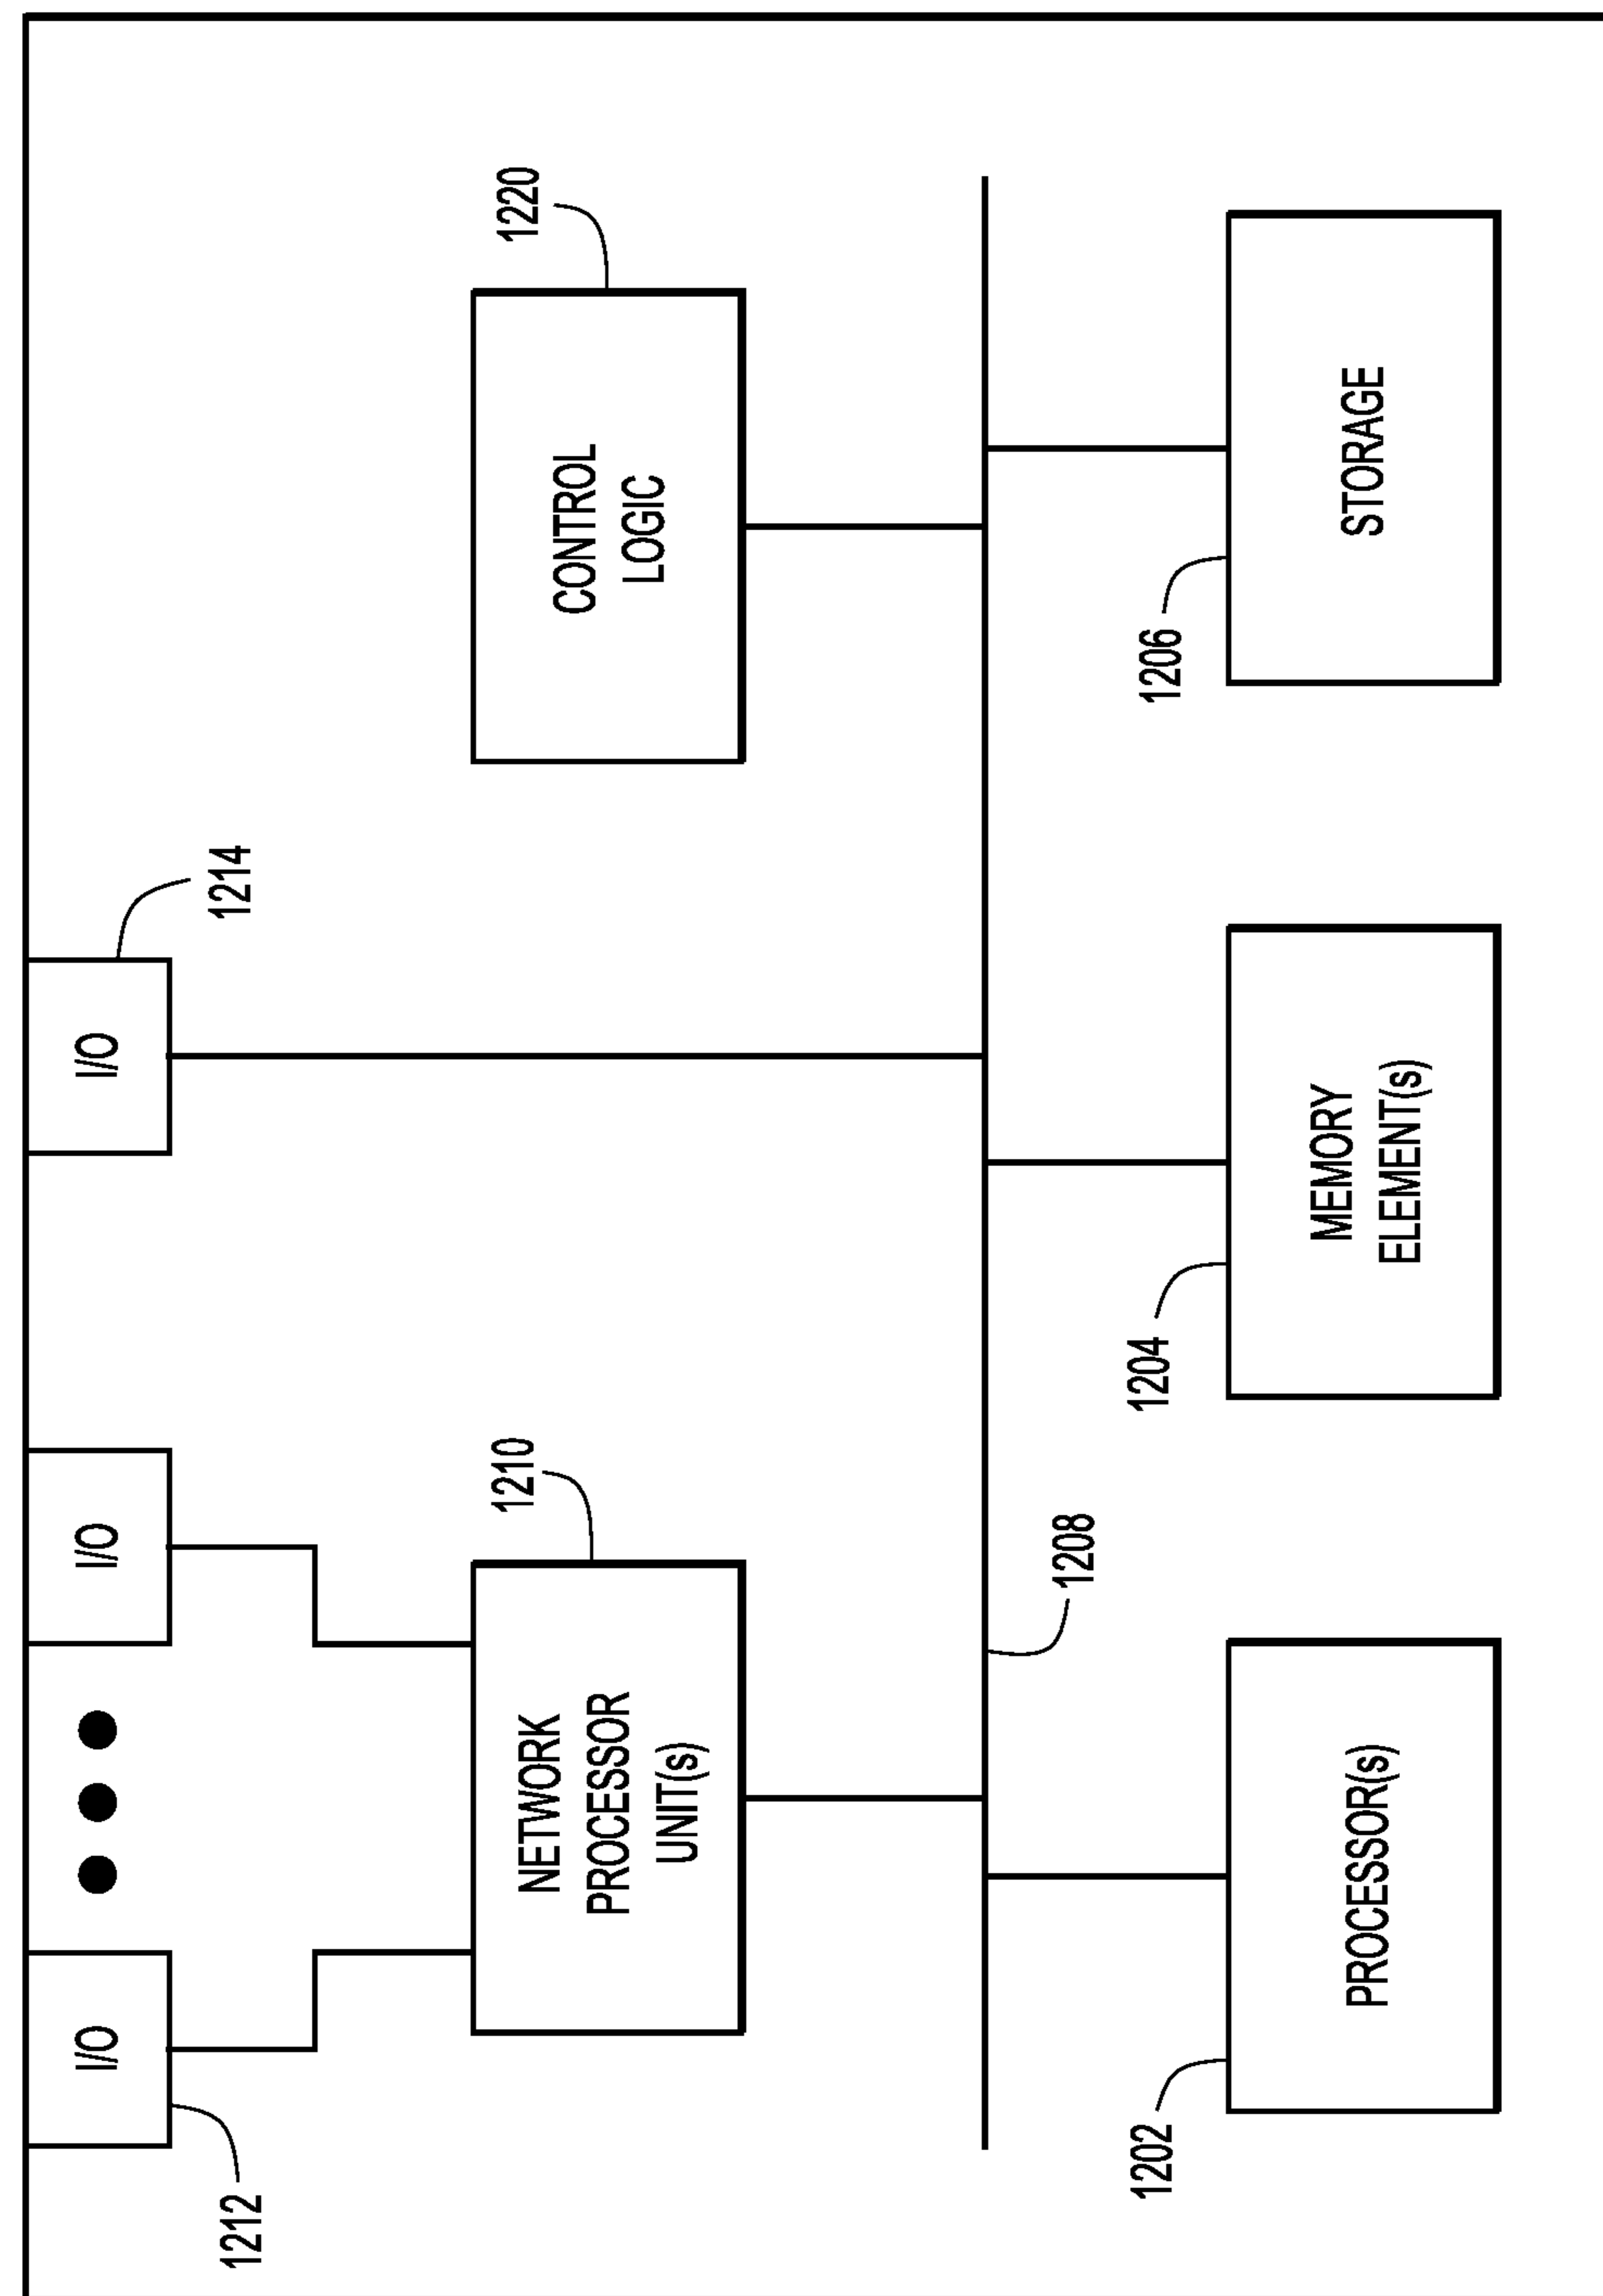 I/O
I/O
I/O
1212
1214
NETWORK
PROCESSOR
UNIT(s)
1210
CONTROL
LOGIC
1220
1208
PROCESSOR(s)
1202
MEMORY
ELEMENT(s)
1204
STORAGE
1206